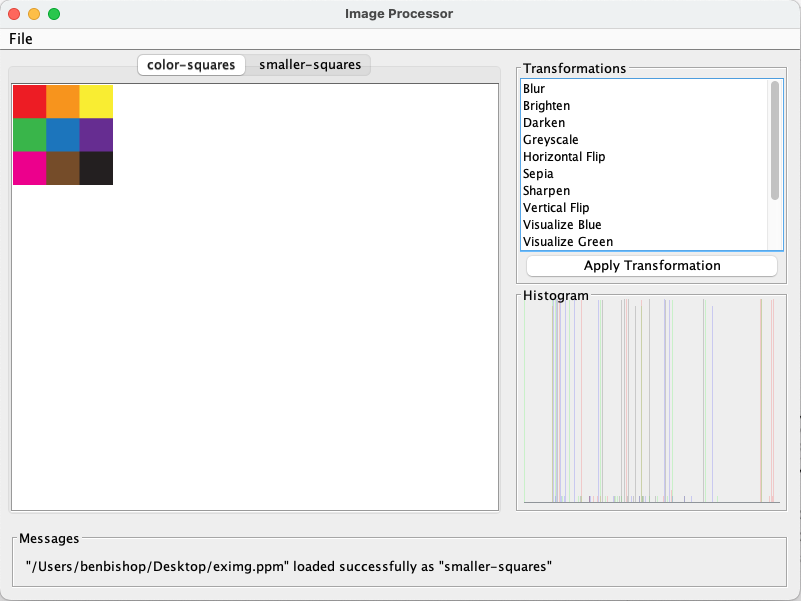 Image Processor
File
color-squares
smaller-squares
Transformations
Blur
Brighten
Darken
Greyscale
Horizontal Flip
Sepia
Sharpen
Vertical Flip
Visualize Blue
Visualize Green
Apply Transformation
Histogram
Messages
"/Users/benbishop/Desktop/eximg.ppm" loaded successfully as "smaller-squares"